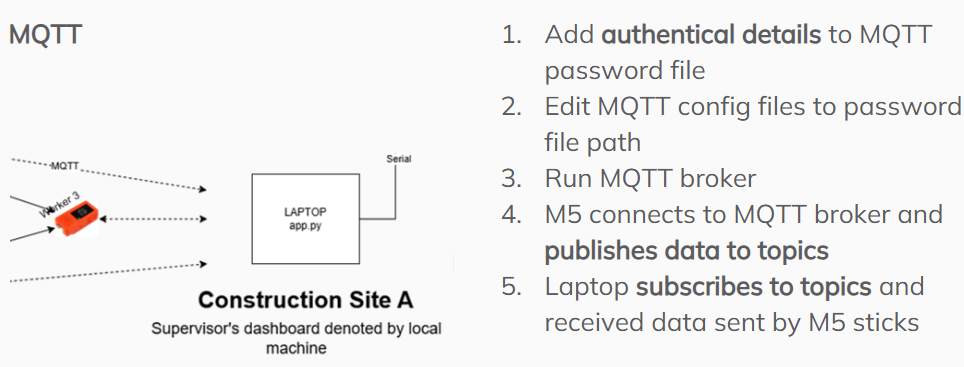 MQTT
MQTT
Worker 3
Serial
LAPTOP
app.py
Construction Site A
Supervisor's dashboard denoted by local
machine
1. Add authentical details to MQTT
password file
2. Edit MQTT config files to password
file path
3. Run MQTT broker
4. M5 connects to MQTT broker and
publishes data to topics
5. Laptop subscribes to topics and
received data sent by M5 sticks